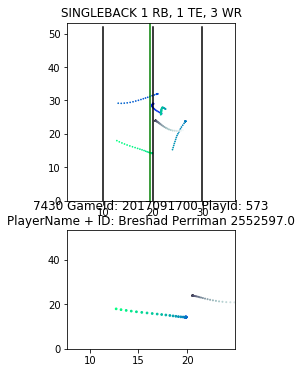 SINGLEBACK 1 RB, 1 TE, 3 WR
50
40
30
20
10
0
10 20 30
7430 GameId: 2017091700 PlayId: 573
PlayerName + ID: Breshad Perriman 2552597.0
40
20
0
10 15 20